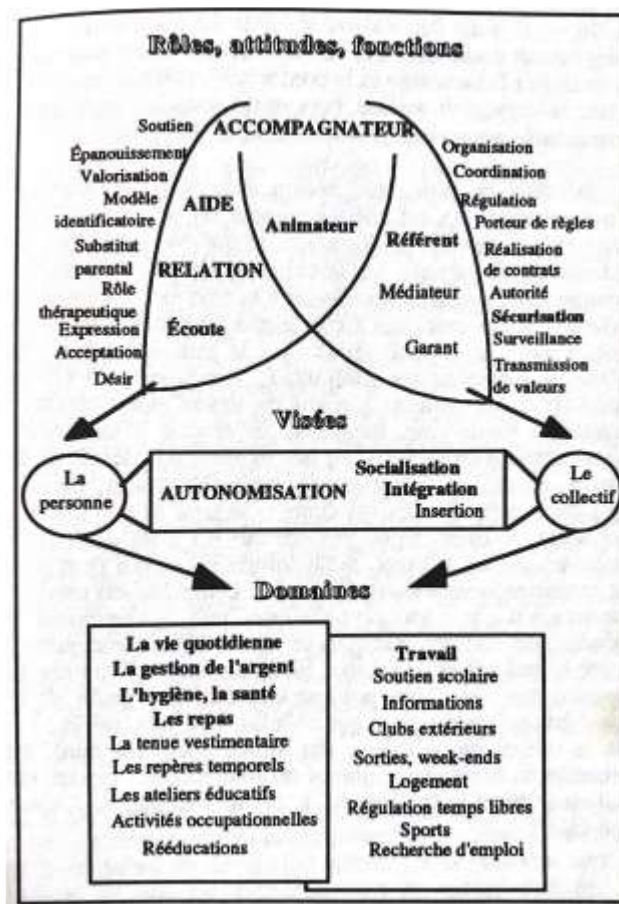 Rôles, attitudes, fonctions
ACCOMPAGNATEUR
Soutien
Épanouissement
Valorisation
Modèle
identificatoire
Substitut
parental
Rôle
thérapeutique
Expression
Acceptation
Désir
AIDE
RELATION
Écoute
Animateur
Référent
Médiateur
Garant
Organisation
Coordination
Régulation
Porteur de règles
Réalisation
de contrats
Autorité
Sécurisation
Surveillance
Transmission
de valeurs
Visées
La
personne
AUTONOMISATION
Socialisation
Intégration
Insertion
Le
collectif
Domaines
La vie quotidienne
La gestion de l'argent
L'hygiène, la santé
Les repas
La tenue vestimentaire
Les repères temporels
Les ateliers éducatifs
Activités occupationnelles
Rééducations
Travail
Soutien scolaire
Informations
Clubs extérieurs
Sorties, week-ends
Logement
Régulation temps libres
Sports
Recherche d'emploi